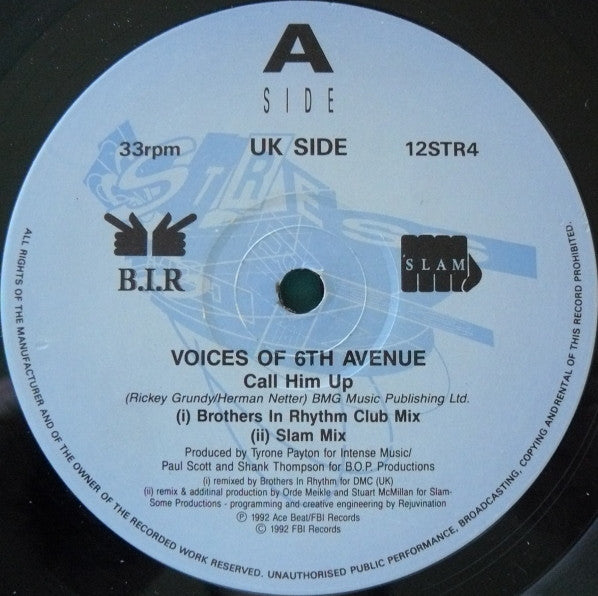 A
SIDE
33rpm UK SIDE 12STR4
STRESS
B.I.R
SLAM
VOICES OF 6TH AVENUE
Call Him Up
(Rickey Grundy/Herman Netter) BMG Music Publishing Ltd.
(i) Brothers In Rhythm Club Mix
(ii) Slam Mix
Produced by Tyrone Payton for Intense Music/
Paul Scott and Shank Thompson for B.O.P. Productions
(i) remixed by Brothers In Rhythm for DMC (UK)
(ii) remix & additinal production by Orde Meikle and Stuart McMillan for Slam-
Some Productions - programming and creative engineering by Rejuvination
Ⓟ 1992 Ace Beat/FBI Records
© 1992 FBI Records
ALL RIGHTS OF THE MANUFACTURER AND OF THE OWNER OF THE RECORDED WORK RESERVED. UNAUTHORISED PUBLIC PERFORMANCE, BROADCASTING, COPYING ANDRENTAL OF THIS RECORD PROHIBITED.